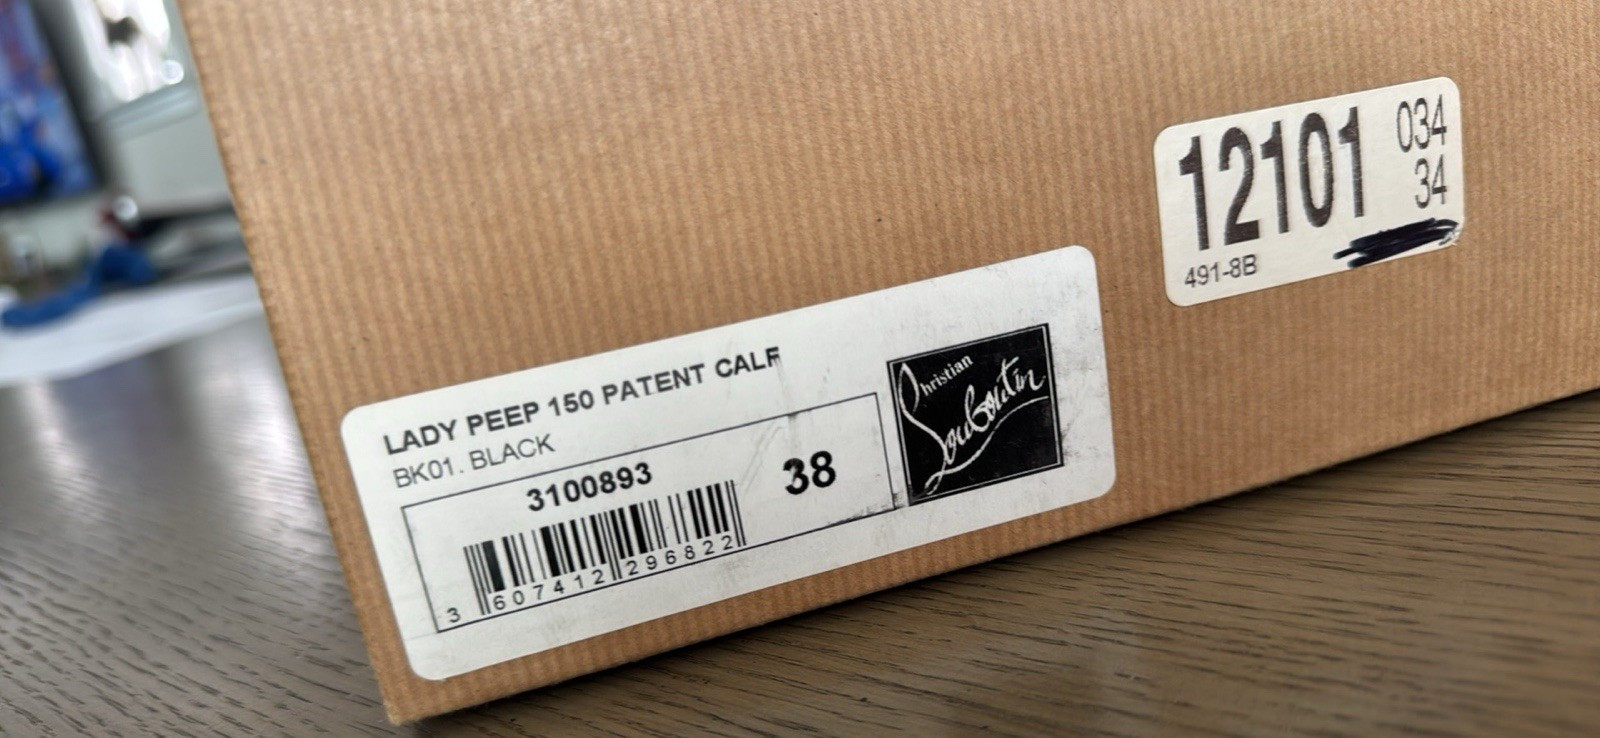 12101
034
34
491-8B
LADY PEEP 150 PATENT CALF
BK01. BLACK
3100893
38
3 607412 296822
Christian
Louboutin